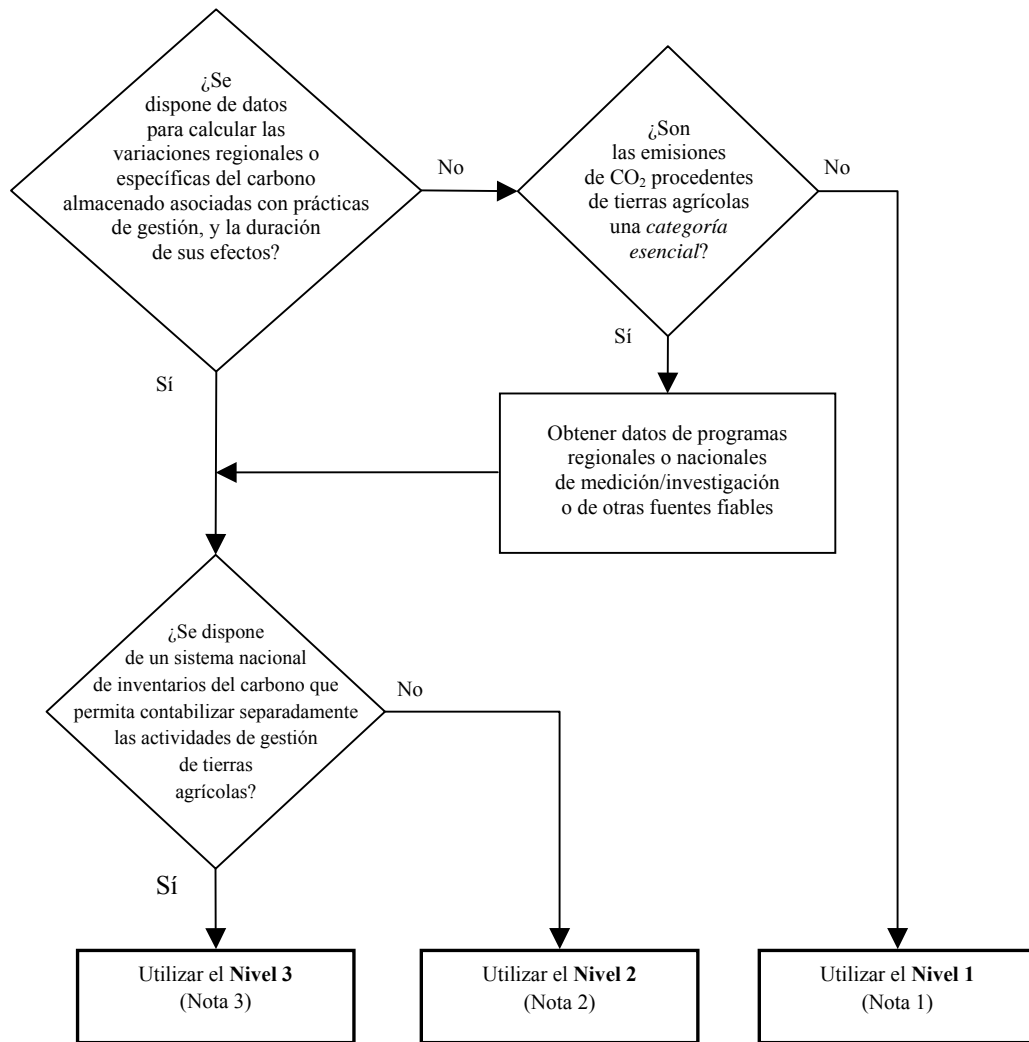 ¿Se
dispone de datos
para calcular las
variaciones regionales o
específicas del carbono
almacenado asociadas con prácticas
de gestión, y la duración
de sus efectos?
No
¿Son
las emisiones
de CO₂ procedentes
de tierras agrícolas
una categoría
esencial?
No
Sí
Sí
Obtener datos de programas
regionales o nacionales
de medición/investigación
o de otras fuentes fiables
¿Se dispone
de un sistema nacional
de inventarios del carbono que
permita contabilizar separadamente
las actividades de gestión
de tierras
agrícolas?
No
Sí
Utilizar el Nivel 3
(Nota 3)
Utilizar el Nivel 2
(Nota 2)
Utilizar el Nivel 1
(Nota 1)